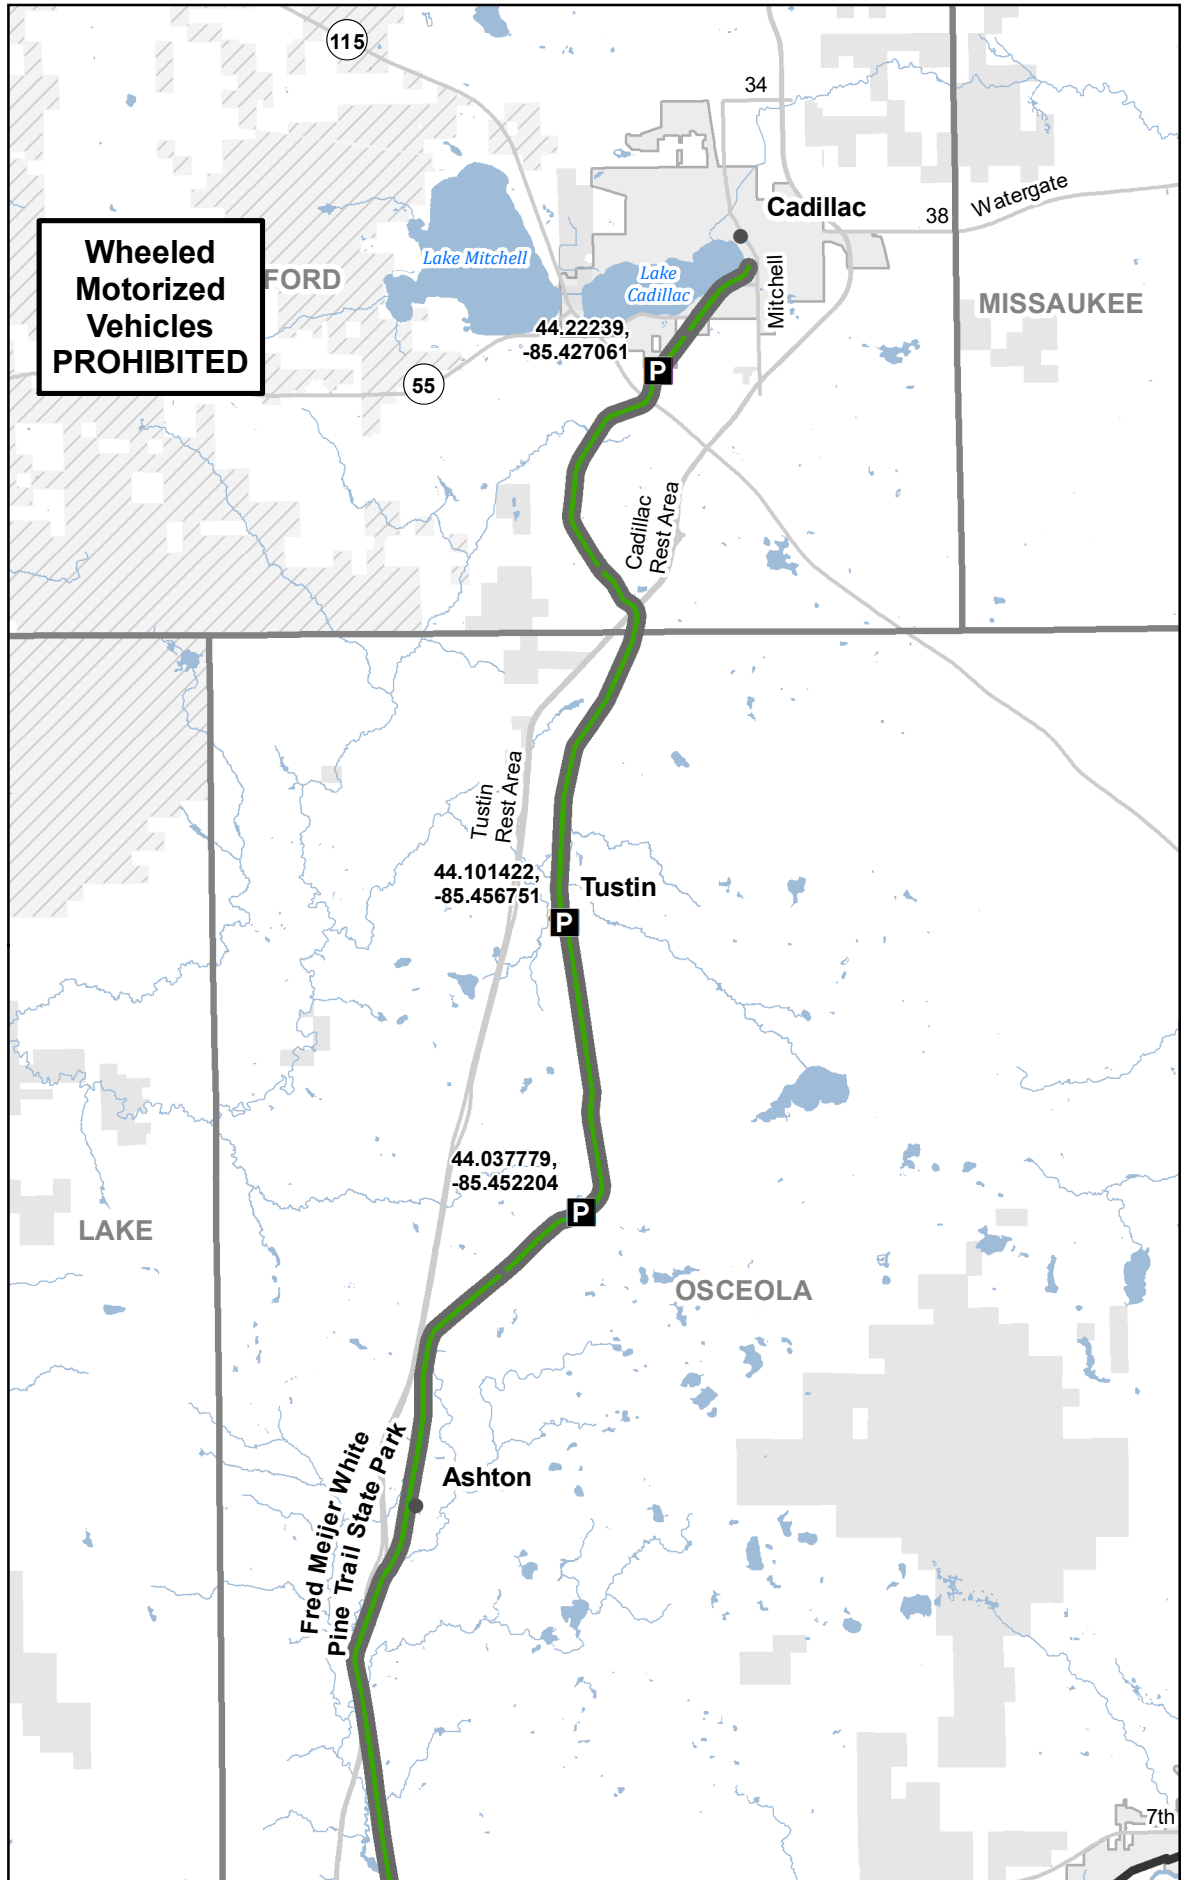 115
34
Cadillac
38
Watergate
Wheeled
Motorized
Vehicles
PROHIBITED
FORD
Lake Mitchell
Lake
Cadillac
Mitchell
MISSAUKEE
44.22239,
-85.427061
P
55
Cadillac
Rest Area
Tustin
Rest Area
44.101422,
-85.456751
Tustin
P
44.037779,
-85.452204
P
LAKE
OSCEOLA
Fred Meijer White
Pine Trail State Park
Ashton
7th